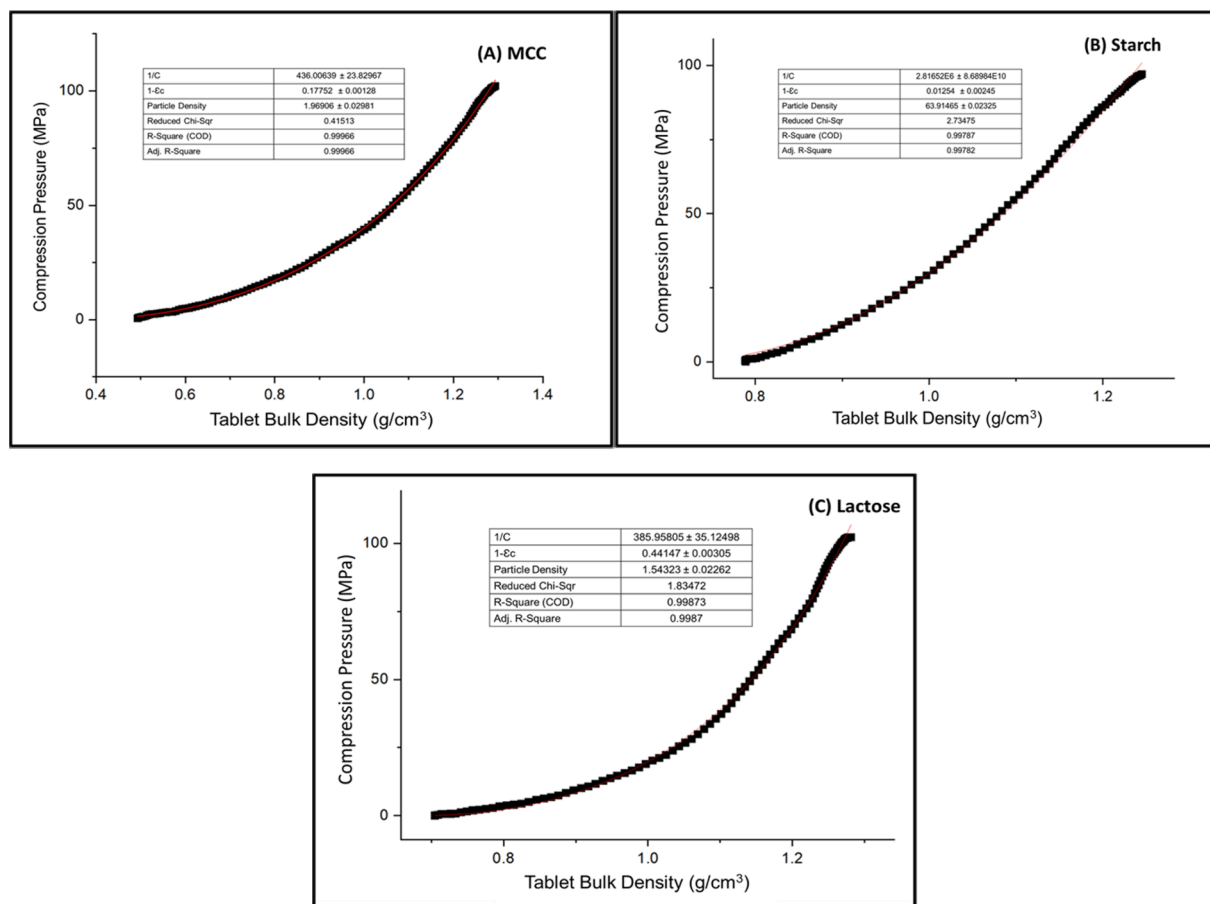 (A) MCC
1/C 436.00639 ± 23.82967
1-Ɛc 0.17752 ± 0.00128
Particle Density 1.96906 ± 0.02981
Reduced Chi-Sqr 0.41513
R-Square (COD) 0.99966
Adj. R-Square 0.99966
Compression Pressure (MPa)
100
50
0
0.4 0.6 0.8 1.0 1.2 1.4
Tablet Bulk Density (g/cm³)
(B) Starch
1/C 2.81652E6 ± 8.68984E10
1-Ɛc 0.01254 ± 0.00245
Particle Density 63.91465 ± 0.02325
Reduced Chi-Sqr 2.73475
R-Square (COD) 0.99787
Adj. R-Square 0.99782
Compression Pressure (MPa)
100
50
0
0.8 1.0 1.2
Tablet Bulk Density (g/cm³)
(C) Lactose
1/C 385.95805 ± 35.12498
1-Ɛc 0.44147 ± 0.00305
Particle Density 1.54323 ± 0.02262
Reduced Chi-Sqr 1.83472
R-Square (COD) 0.99873
Adj. R-Square 0.9987
Compression Pressure (MPa)
100
50
0
0.8 1.0 1.2
Tablet Bulk Density (g/cm³)